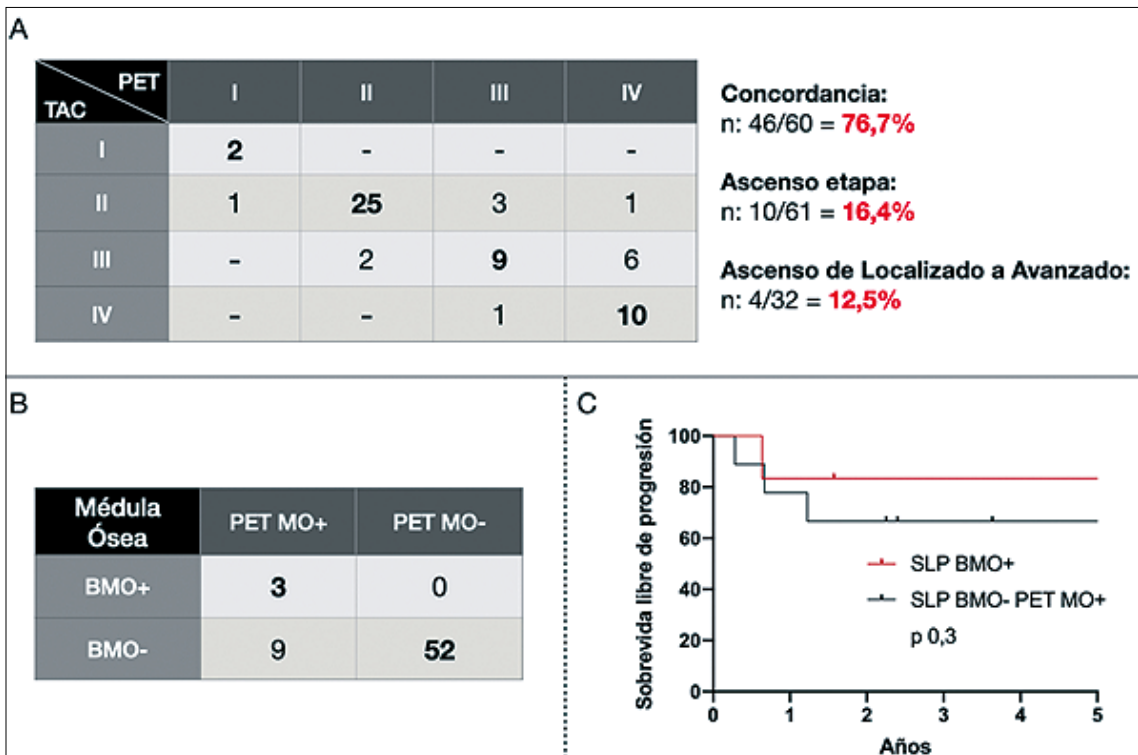 A
PET
TAC
I II III IV
I 2 - - -
II 1 25 3 1
III - 2 9 6
IV - - 1 10
Concordancia:
n: 46/60 = 76,7%
Ascenso etapa:
n: 10/61 = 16,4%
Ascenso de Localizado a Avanzado:
n: 4/32 = 12,5%
B
Médula
Ósea
PET MO+ PET MO-
BMO+ 3 0
BMO- 9 52
C
Sobrevida libre de progresión
100
80
60
40
20
0
SLP BMO+
SLP BMO- PET MO+
p 0,3
0 1 2 3 4 5
Años